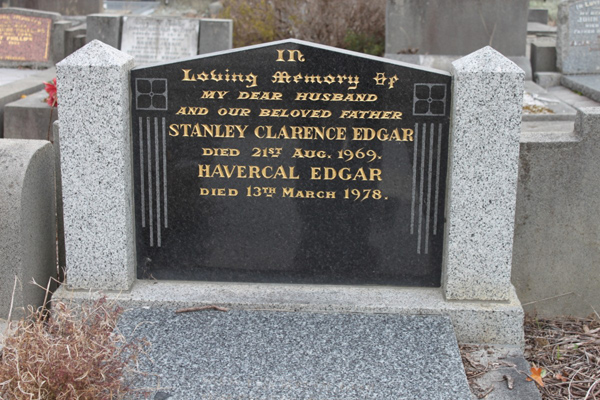 In
Loving Memory Of
MY DEAR HUSBAND
AND OUR BELOVED FATHER
STANLEY CLARENCE EDGAR
DIED 21ST AUG. 1969.
HAVERCAL EDGAR
DIED 13TH MARCH 1978.